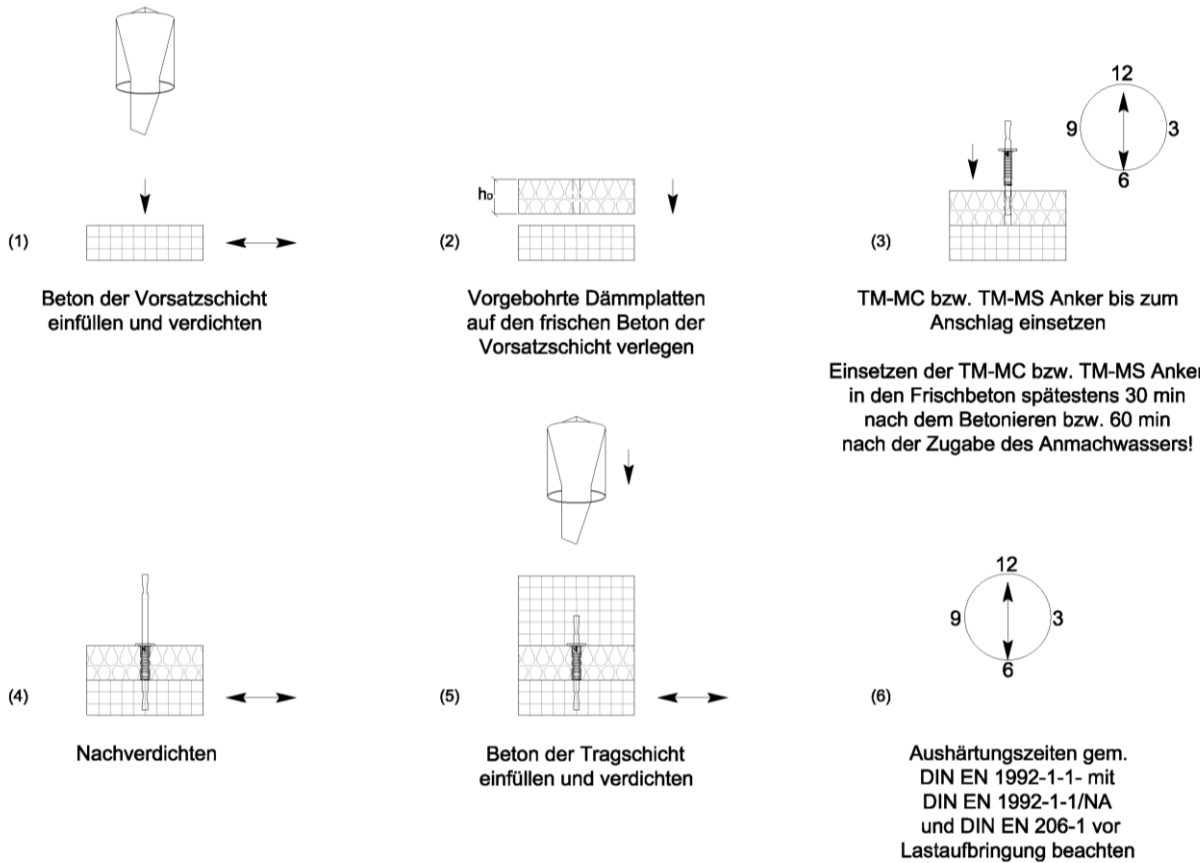 (1)
Beton der Vorsatzschicht
einfüllen und verdichten
hD
(2)
Vorgebohrte Dämmplatten
auf den frischen Beton der
Vorsatzschicht verlegen
12
9
3
6
(3)
TM-MC bzw. TM-MS Anker bis zum
Anschlag einsetzen
Einsetzen der TM-MC bzw. TM-MS Anker
in den Frischbeton spätestens 30 min
nach dem Betonieren bzw. 60 min
nach der Zugabe des Anmachwassers!
(4)
Nachverdichten
(5)
Beton der Tragschicht
einfüllen und verdichten
12
9
3
6
(6)
Aushärtungszeiten gem.
DIN EN 1992-1-1- mit
DIN EN 1992-1-1/NA
und DIN EN 206-1 vor
Lastaufbringung beachten